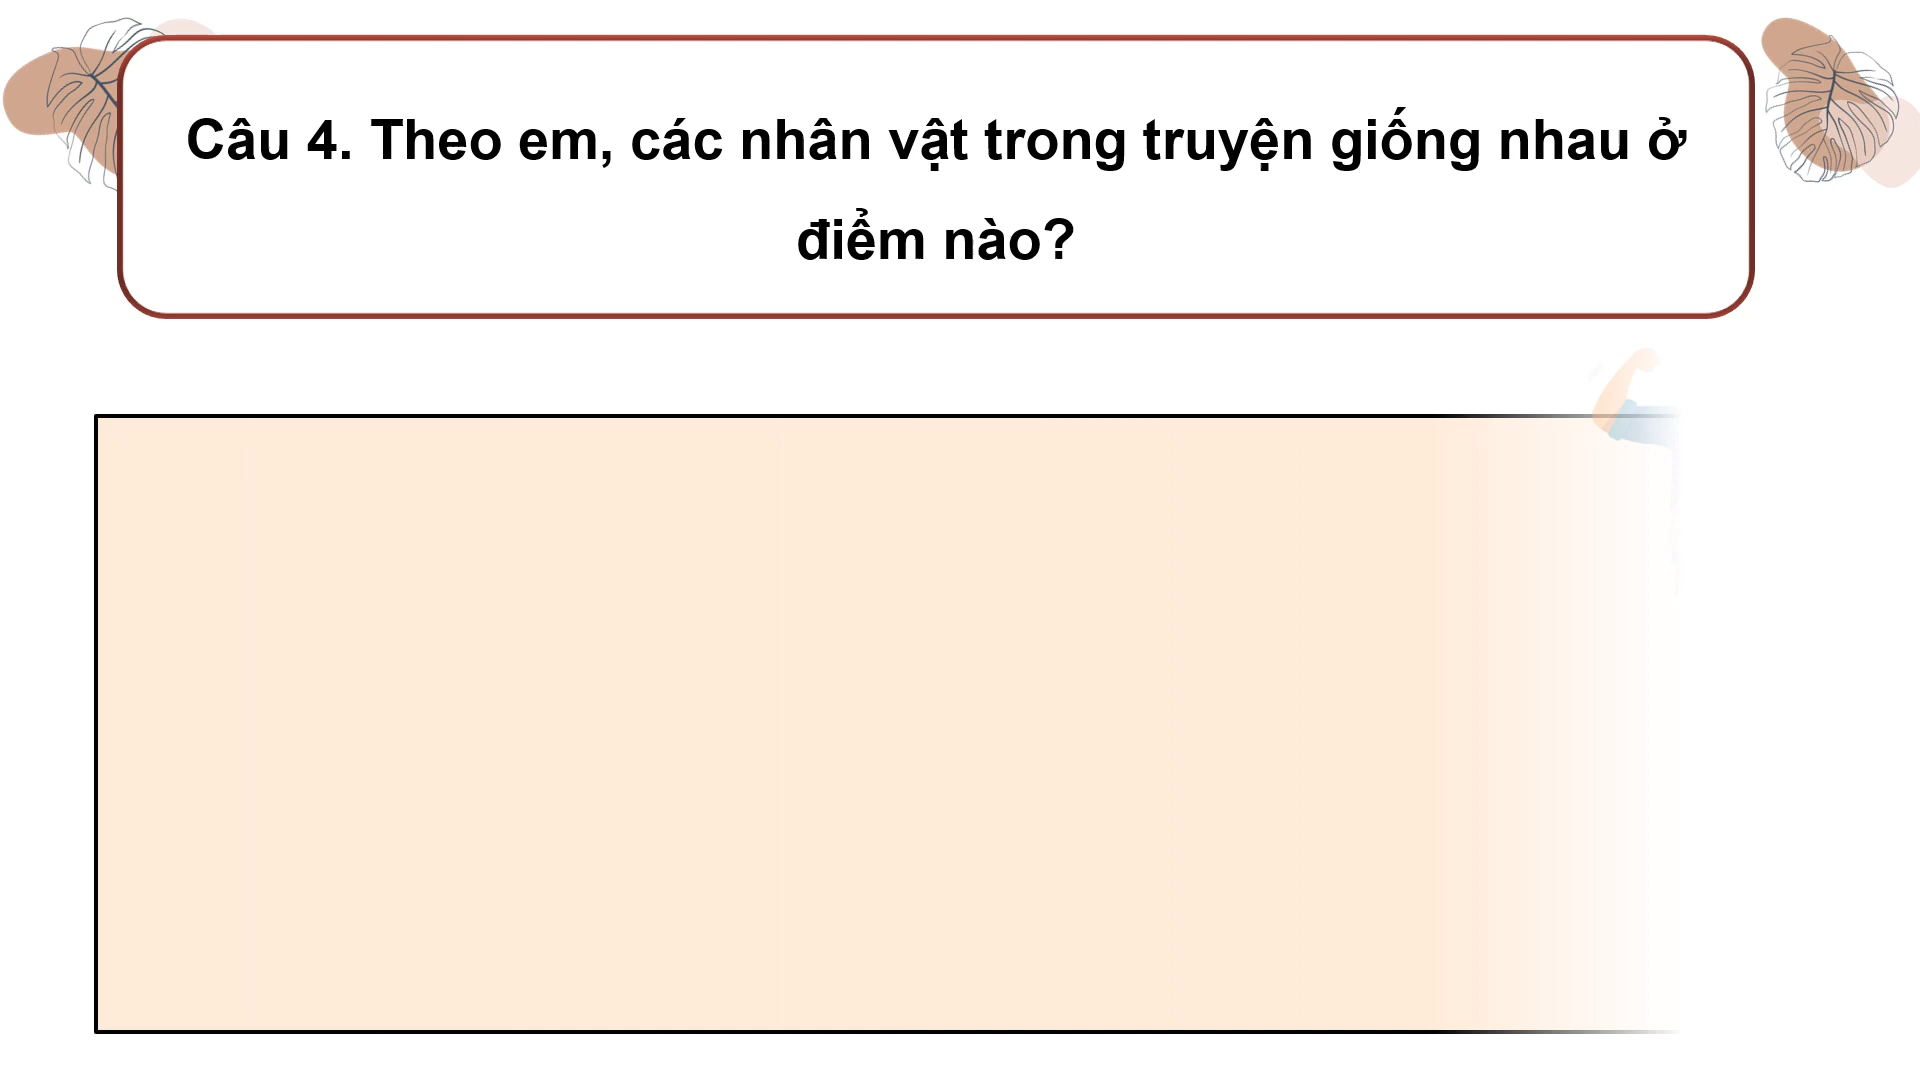 Câu 4. Theo em, các nhân vật trong truyện giống nhau ở
điểm nào?